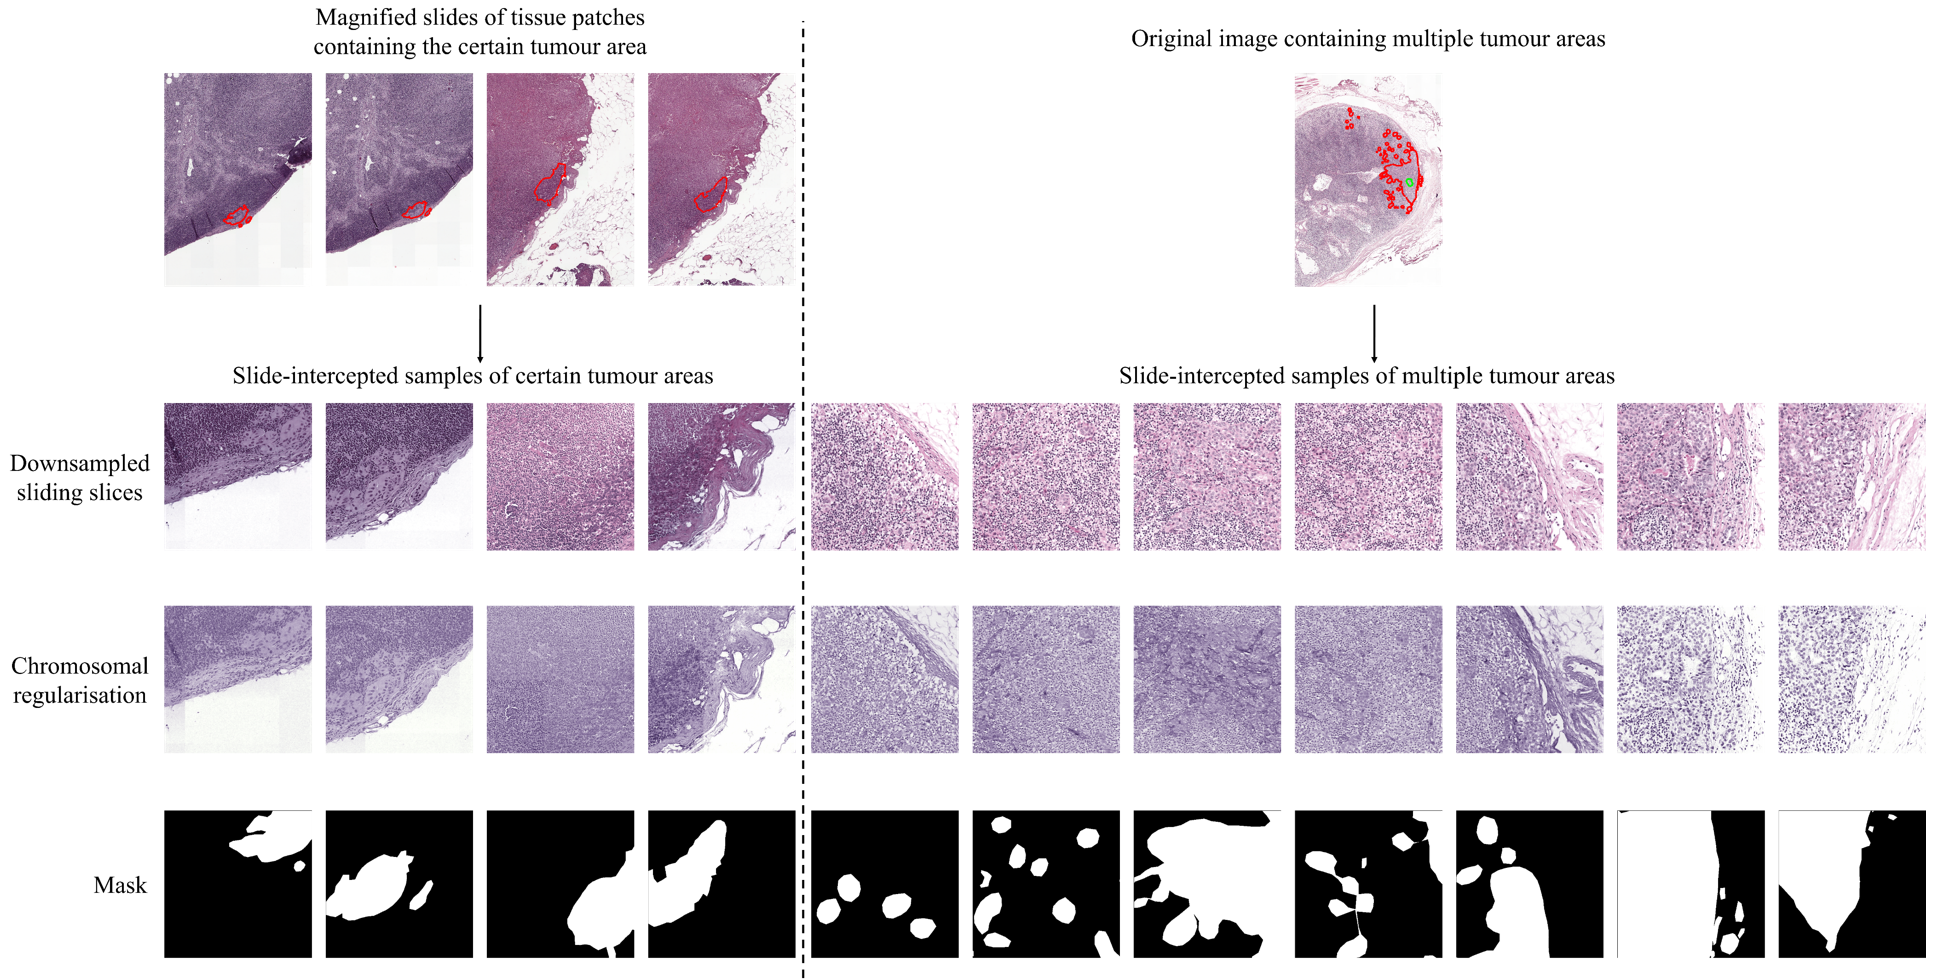 Magnified slides of tissue patches
containing the certain tumour area
Original image containing multiple tumour areas
Slide-intercepted samples of certain tumour areas
Slide-intercepted samples of multiple tumour areas
Downsampled
sliding slices
Chromosomal
regularisation
Mask